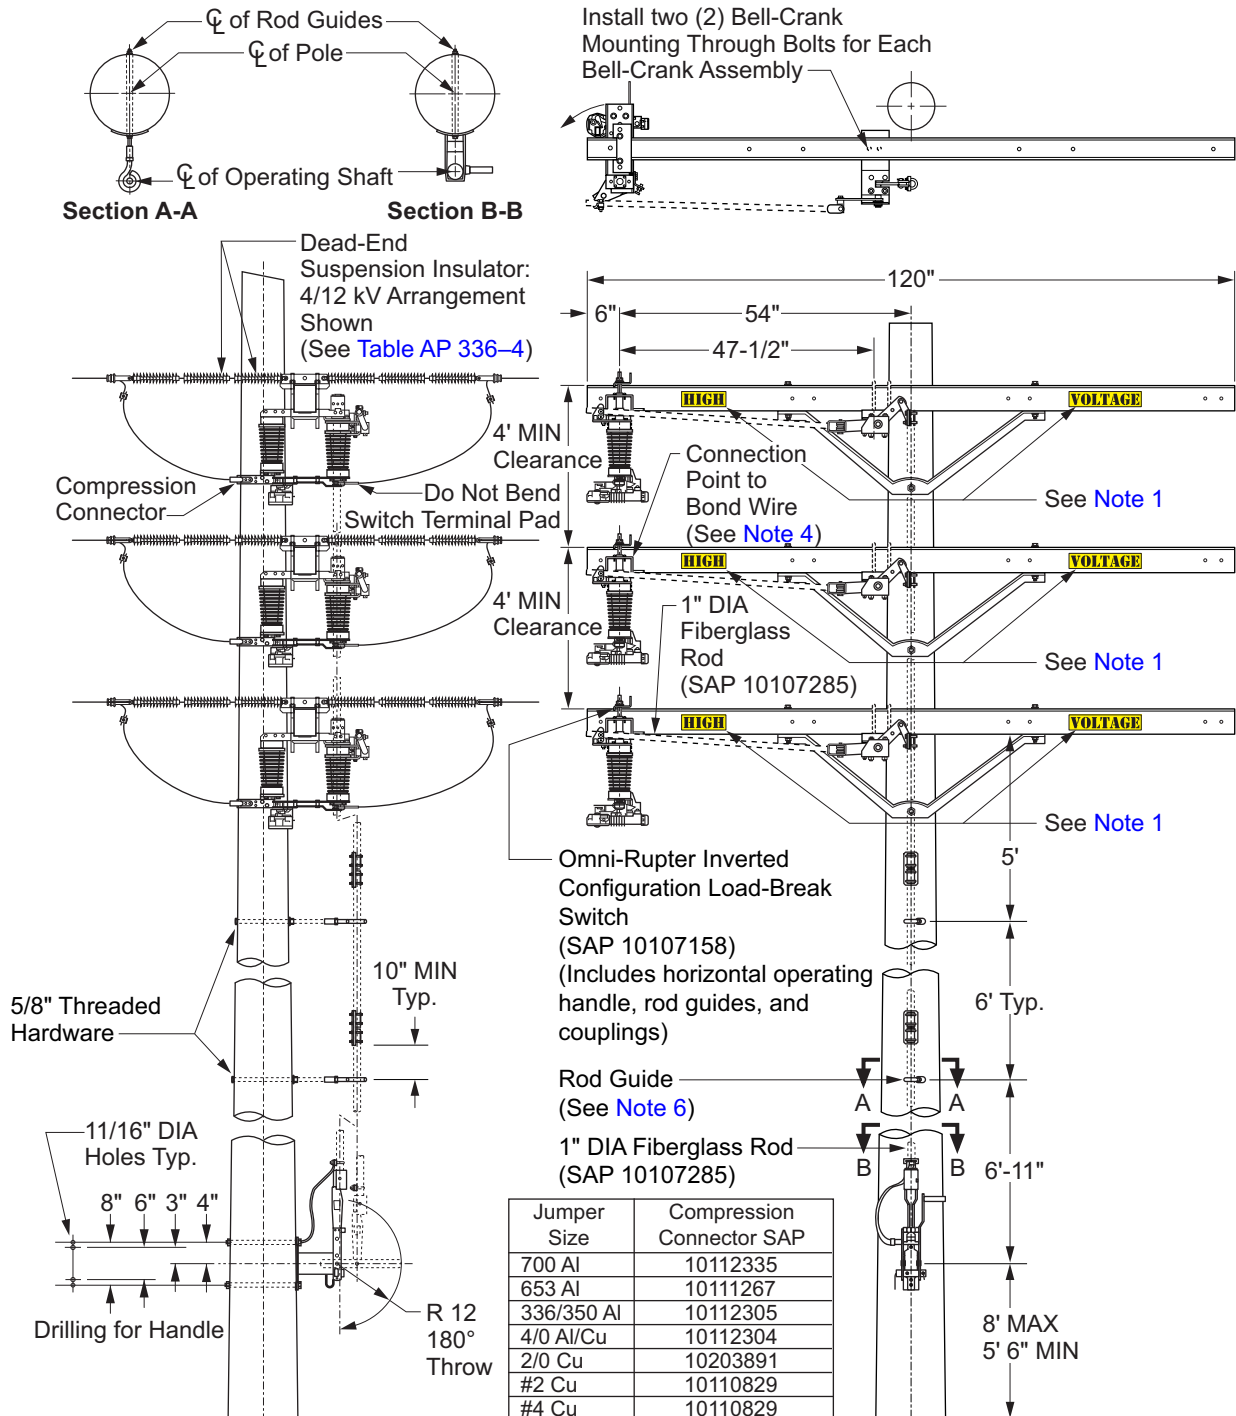 ℄ of Rod Guides
℄ of Pole
℄ of Operating Shaft
Section A-A
Section B-B
Install two (2) Bell-Crank
Mounting Through Bolts for Each
Bell-Crank Assembly
Dead-End
Suspension Insulator:
4/12 kV Arrangement
Shown
(See Table AP 336–4)
120"
6"
54"
47-1/2"
HIGH
VOLTAGE
4' MIN
Clearance
Connection
Point to
Bond Wire
(See Note 4)
See Note 1
Compression
Connector
Do Not Bend
Switch Terminal Pad
HIGH
VOLTAGE
4' MIN
Clearance
1" DIA
Fiberglass
Rod
(SAP 10107285)
See Note 1
HIGH
VOLTAGE
See Note 1
5'
Omni-Rupter Inverted
Configuration Load-Break
Switch
(SAP 10107158)
(Includes horizontal operating
handle, rod guides, and
couplings)
10" MIN
Typ.
6' Typ.
5/8" Threaded
Hardware
Rod Guide
(See Note 6)
A
A
11/16" DIA
Holes Typ.
1" DIA Fiberglass Rod
(SAP 10107285)
B
B
6'-11"
8"
6"
3"
4"
Drilling for Handle
R 12
180°
Throw
8' MAX
5' 6" MIN
Jumper Size Compression Connector SAP
700 Al 10112335
653 Al 10111267
336/350 Al 10112305
4/0 Al/Cu 10112304
2/0 Cu 10203891
#2 Cu 10110829
#4 Cu 10110829